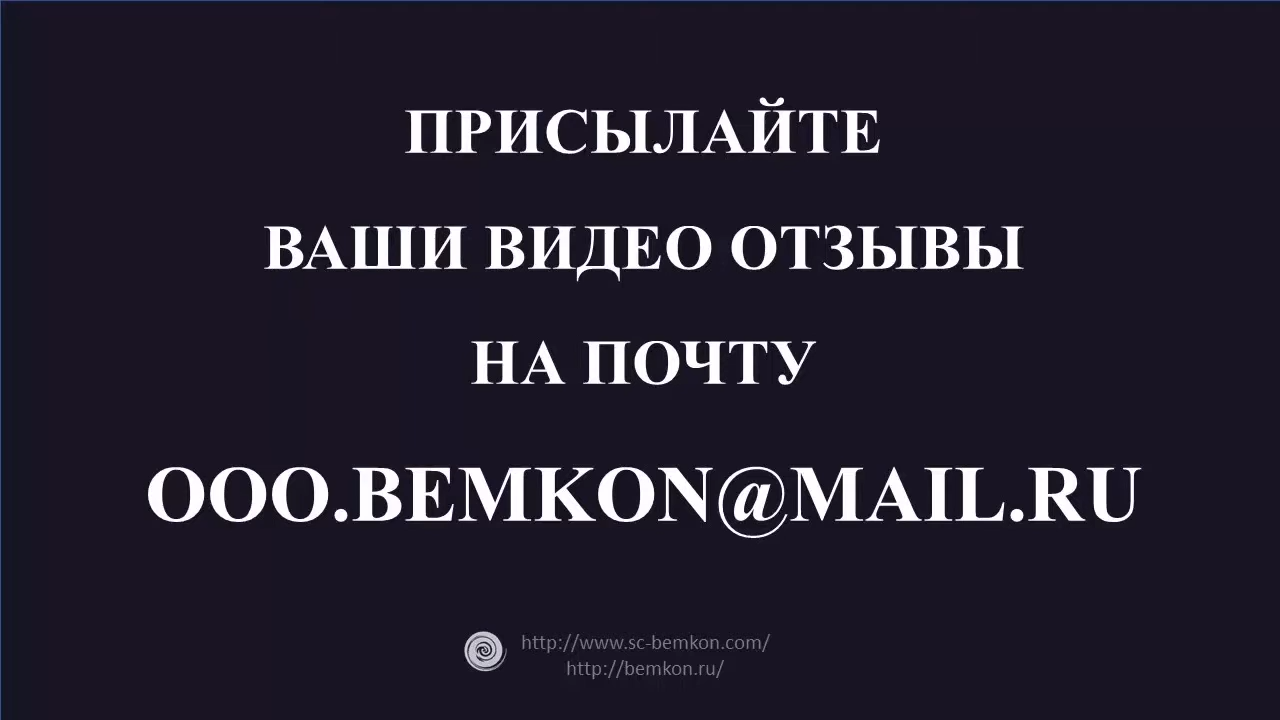 ПРИСЫЛАЙТЕ
ВАШИ ВИДЕО ОТЗЫВЫ
НА ПОЧТУ
OOO.BEMKON@MAIL.RU
http://www.sc-bemkon.com/
http://bemkon.ru/